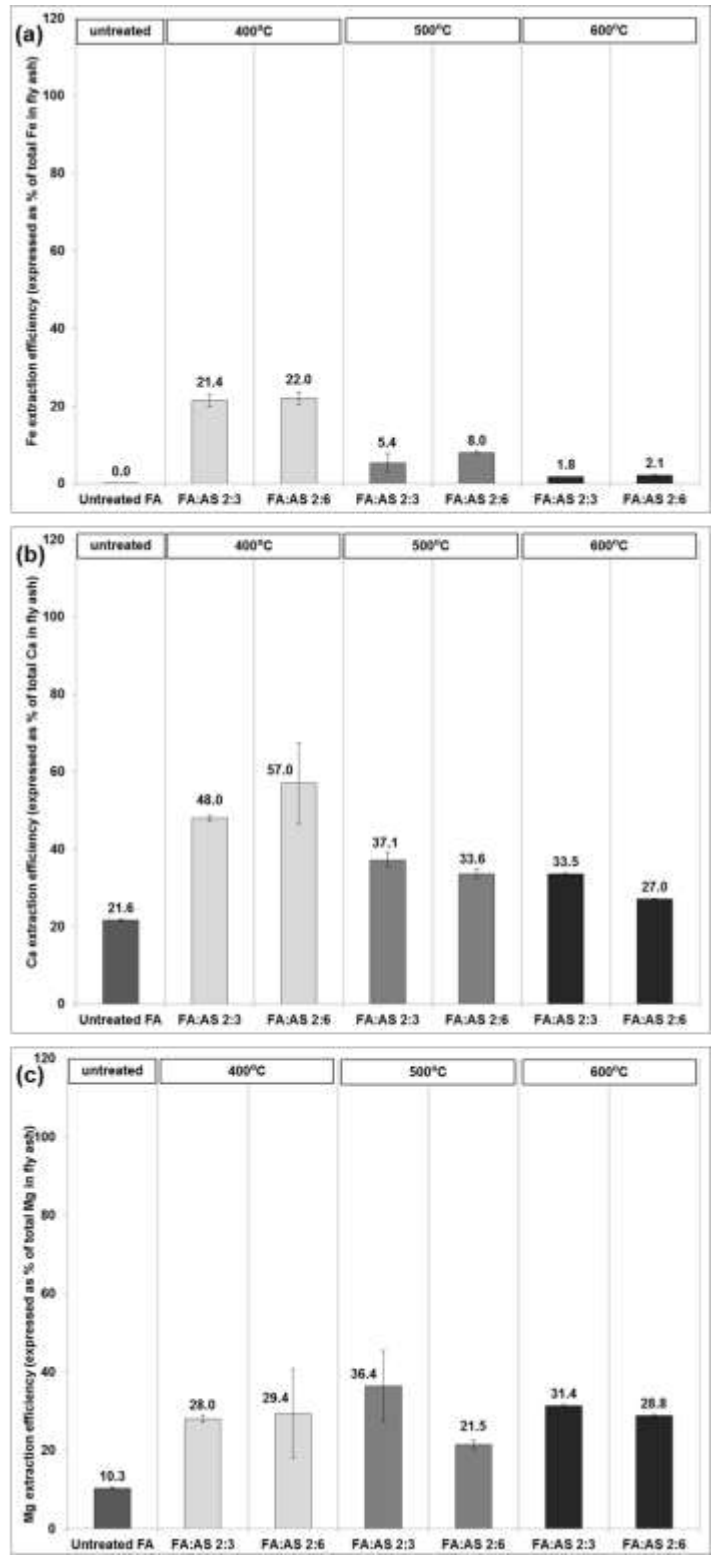 (a)
Fe extraction efficiency (expressed as % of total Fe in fly ash)
120
100
80
60
40
20
0
untreated 400°C 500°C 600°C
0.0 21.4 22.0 5.4 8.0 1.8 2.1
Untreated FA FA:AS 2:3 FA:AS 2:6 FA:AS 2:3 FA:AS 2:6 FA:AS 2:3 FA:AS 2:6
(b)
Ca extraction efficiency (expressed as % of total Ca in fly ash)
120
100
80
60
40
20
0
untreated 400°C 500°C 600°C
21.6 48.0 57.0 37.1 33.6 33.5 27.0
Untreated FA FA:AS 2:3 FA:AS 2:6 FA:AS 2:3 FA:AS 2:6 FA:AS 2:3 FA:AS 2:6
(c)
Mg extraction efficiency (expressed as % of total Mg in fly ash)
120
100
80
60
40
20
0
untreated 400°C 500°C 600°C
10.3 28.0 29.4 36.4 21.5 31.4 28.8
Untreated FA FA:AS 2:3 FA:AS 2:6 FA:AS 2:3 FA:AS 2:6 FA:AS 2:3 FA:AS 2:6